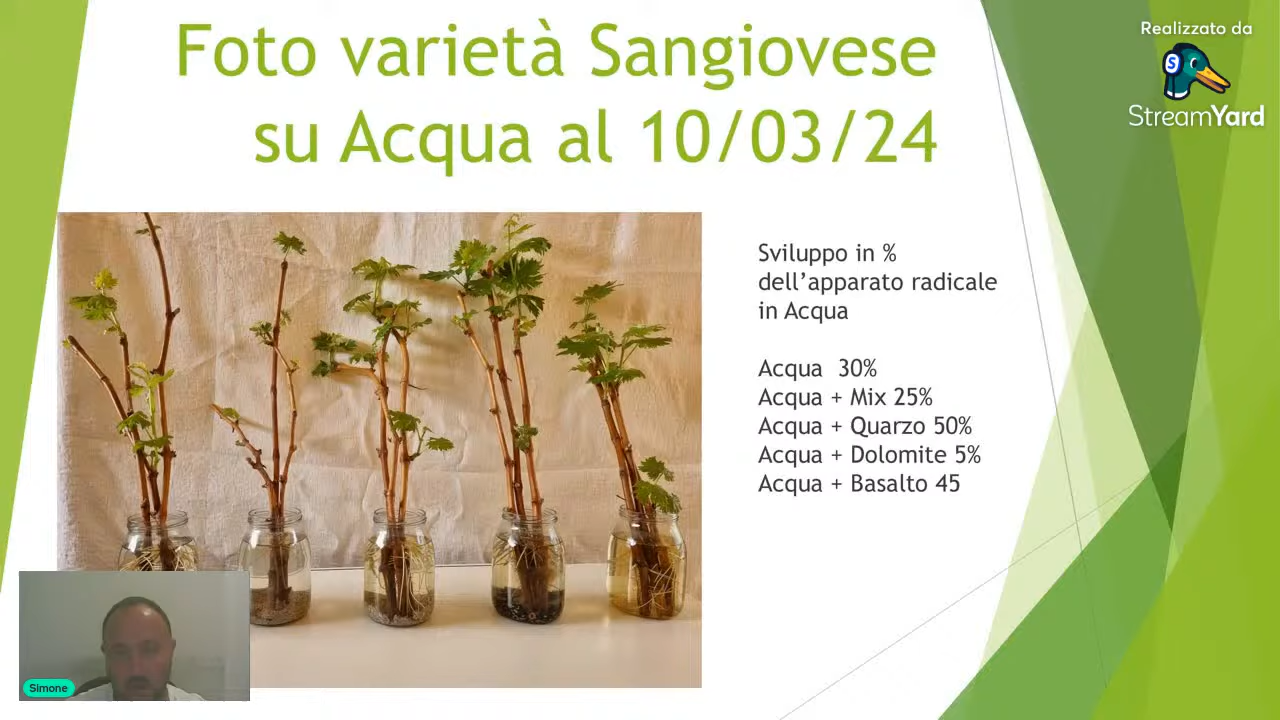 Foto varietà Sangiovese
su Acqua al 10/03/24
Realizzato da
S
StreamYard
Sviluppo in %
dell’apparato radicale
in Acqua
Acqua  30%
Acqua + Mix 25%
Acqua + Quarzo 50%
Acqua + Dolomite 5%
Acqua + Basalto 45
Simone